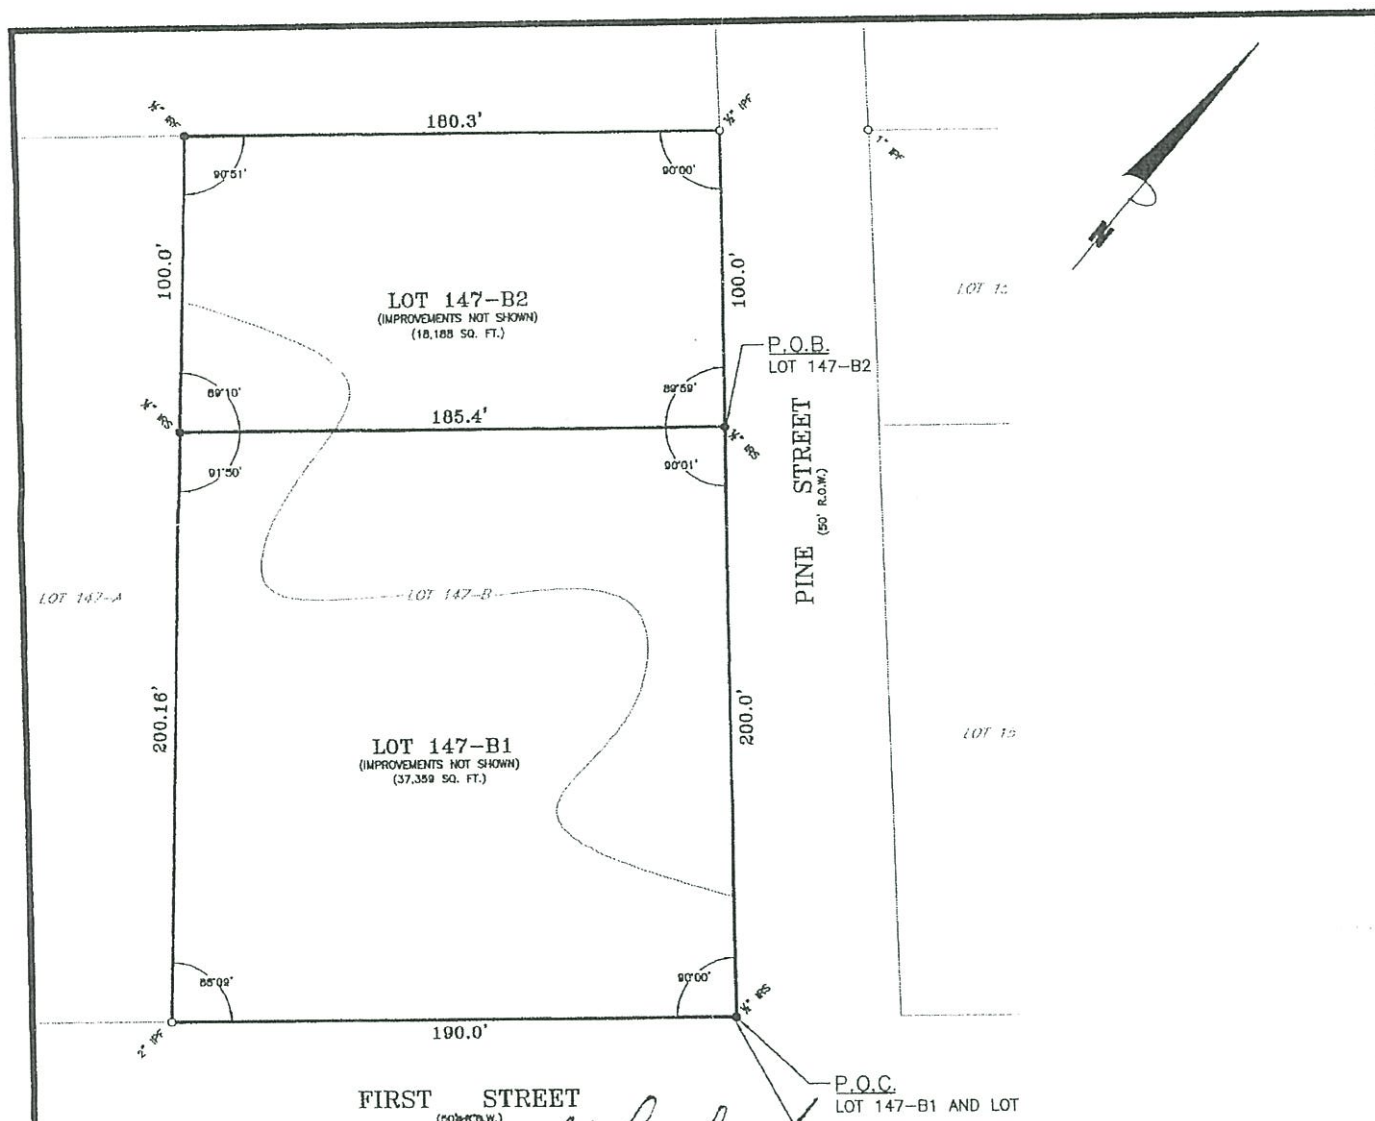 180.3'
½" IPF
1" IPF
90°51'
90°00'
100.0'
100.0'
LOT 147-B2
(IMPROVEMENTS NOT SHOWN)
(18,188 SQ. FT.)
N
P.O.B.
LOT 147-B2
89°10'
89°59'
185.4'
½" IRS
91°50'
90°01'
PINE STREET
(50' R.O.W.)
LOT 147-A
LOT 147-B
200.16'
200.0'
LOT 147-B1
(IMPROVEMENTS NOT SHOWN)
(37,359 SQ. FT.)
LOT 15
90°00'
½" IRS
2" IPF
190.0'
FIRST STREET
P.O.C.
LOT 147-B1 AND LOT